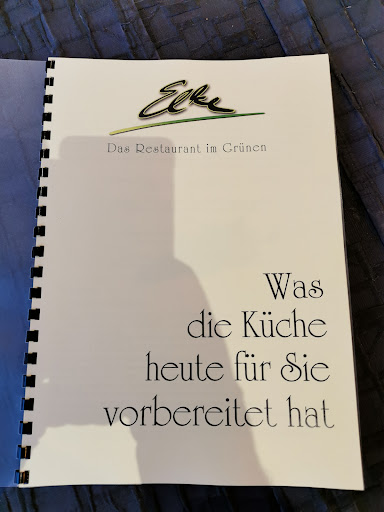 Elke
Das Restaurant im Grünen
Was
die Küche
heute für Sie
vorbereitet hat